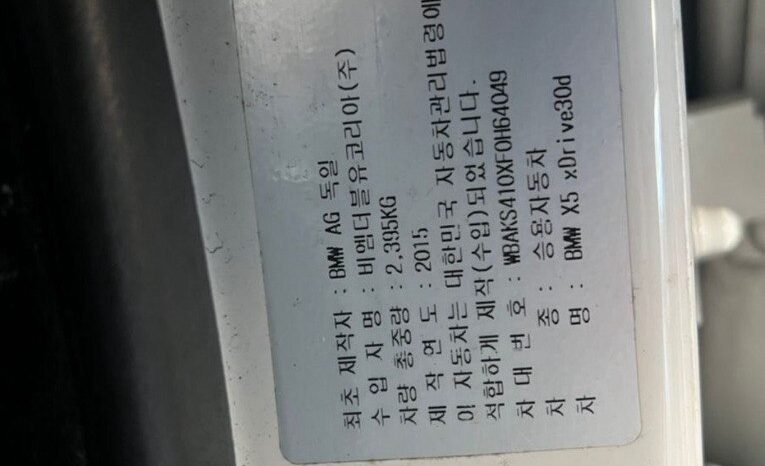 최초 제작자 : BMW AG 독일
수 입 자 명 : 비엠더블유코리아(주)
차량 총중량 : 2,395KG
제 작 연 도 : 2015
이 자동차는 대한민국 자동차관리법령에
적합하게 제작(수입)되었습니다.
차 대 번 호 : WBAKS410XF0H64049
차 종 : 승용자동차
차 명 : BMW X5 xDrive30d